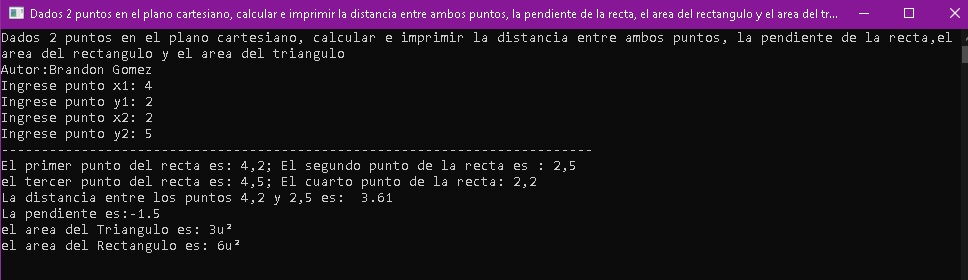 Dados 2 puntos en el plano cartesiano, calcular e imprimir la distancia entre ambos puntos, la pendiente de la recta, el area del rectangulo y el area del tr...
Dados 2 puntos en el plano cartesiano, calcular e imprimir la distancia entre ambos puntos, la pendiente de la recta,el
area del rectangulo y el area del triangulo
Autor:Brandon Gomez
Ingrese punto x1: 4
Ingrese punto y1: 2
Ingrese punto x2: 2
Ingrese punto y2: 5
---------------------------------------------------------------------------
El primer punto del recta es: 4,2; El segundo punto de la recta es : 2,5
el tercer punto del recta es: 4,5; El cuarto punto de la recta: 2,2
La distancia entre los puntos 4,2 y 2,5 es:  3.61
La pendiente es:-1.5
el area del Triangulo es: 3u²
el area del Rectangulo es: 6u²